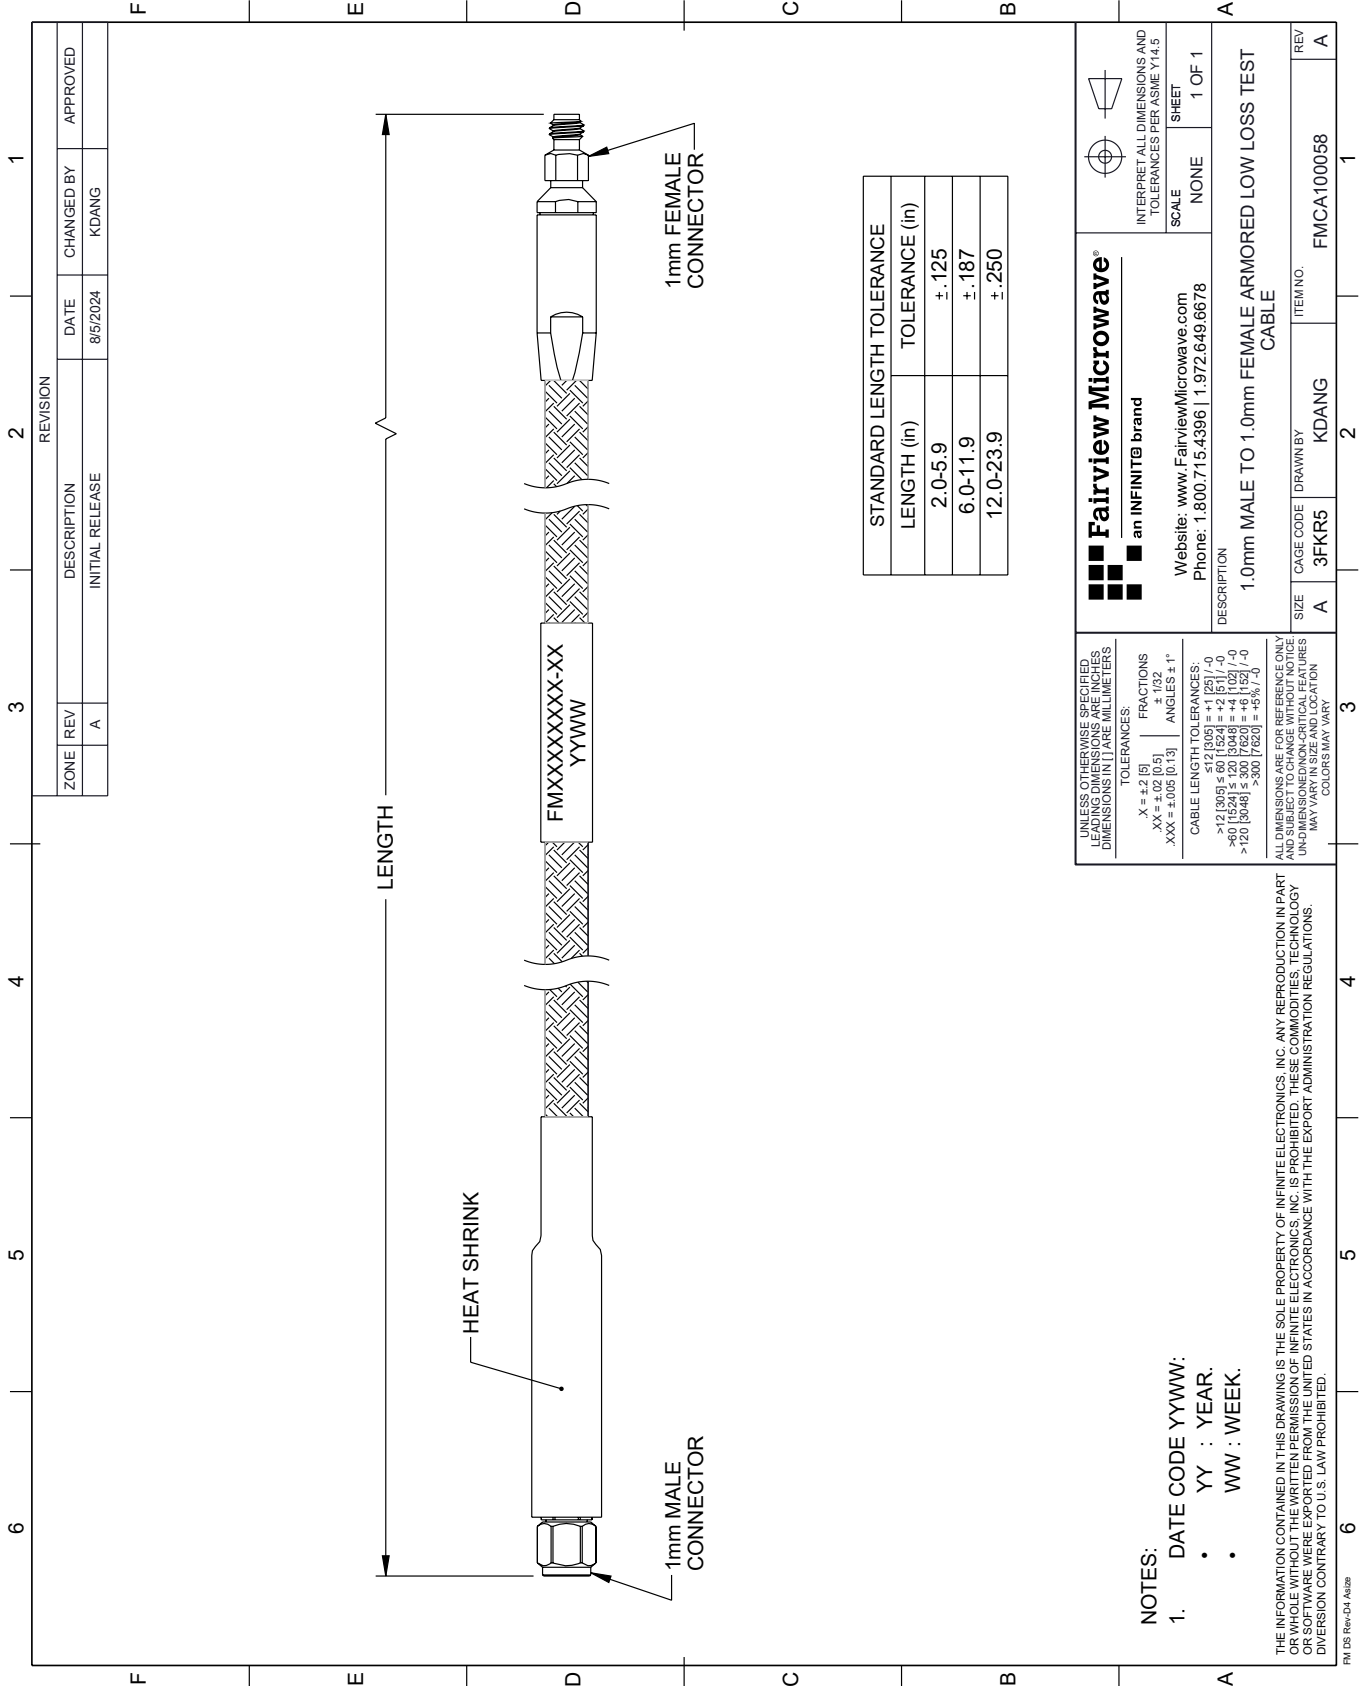 6 5 4 3 2 1
F E D C B A
F E D C B A
REVISION
ZONE REV DESCRIPTION DATE CHANGED BY APPROVED
A INITIAL RELEASE 8/5/2024 KDANG
LENGTH
HEAT SHRINK
FMXXXXXXXX-XX
YYWW
1mm MALE
CONNECTOR
1mm FEMALE
CONNECTOR
STANDARD LENGTH TOLERANCE
LENGTH (in) TOLERANCE (in)
2.0-5.9 ±.125
6.0-11.9 ±.187
12.0-23.9 ±.250
NOTES:
1. DATE CODE YYWW:
• YY : YEAR.
• WW : WEEK.
THE INFORMATION CONTAINED IN THIS DRAWING IS THE SOLE PROPERTY OF INFINITE ELECTRONICS, INC. ANY REPRODUCTION IN PART
OR WHOLE WITHOUT THE WRITTEN PERMISSION OF INFINITE ELECTRONICS, INC. IS PROHIBITED. THESE COMMODITIES, TECHNOLOGY
OR SOFTWARE WERE EXPORTED FROM THE UNITED STATES IN ACCORDANCE WITH THE EXPORT ADMINISTRATION REGULATIONS.
DIVERSION CONTRARY TO U.S. LAW PROHIBITED.
UNLESS OTHERWISE SPECIFIED
LEADING DIMENSIONS ARE INCHES
DIMENSIONS IN [ ] ARE MILLIMETERS
TOLERANCES:
.X = ±.2 [5]
.XX = ±.02 [0.5]
.XXX = ±.005 [0.13]
FRACTIONS
± 1/32
ANGLES ± 1°
CABLE LENGTH TOLERANCES:
≤12 [305] = +1 [25] / -0
>12 [305] ≤ 60 [1524] = +2 [51] / -0
>60 [1524] ≤ 120 [3048] = +4 [102] / -0
>120 [3048] ≤ 300 [7620] = +6 [152] / -0
>300 [7620] = +5% / -0
ALL DIMENSIONS ARE FOR REFERENCE ONLY
AND SUBJECT TO CHANGE WITHOUT NOTICE.
UN-DIMENSIONED/NON-CRITICAL FEATURES
MAY VARY IN SIZE AND LOCATION
COLORS MAY VARY
Fairview Microwave®
an INFINIT@ brand
Website: www.FairviewMicrowave.com
Phone: 1.800.715.4396 | 1.972.649.6678
INTERPRET ALL DIMENSIONS AND
TOLERANCES PER ASME Y14.5
SCALE NONE
SHEET 1 OF 1
DESCRIPTION
1.0mm MALE TO 1.0mm FEMALE ARMORED LOW LOSS TEST
CABLE
SIZE A
CAGE CODE 3FKR5
DRAWN BY KDANG
ITEM NO. FMCA100058
REV A
6 5 4 3 2 1
FM DS Rev-D4 Asize